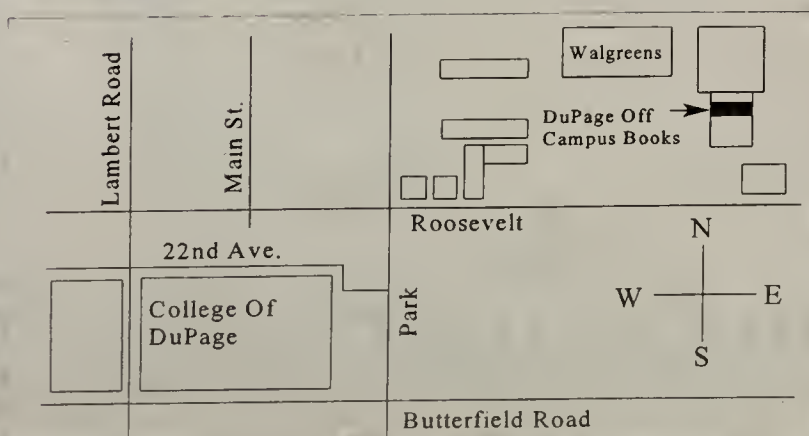 Walgreens
DuPage Off
Campus Books
Lambert Road
Main St.
Roosevelt
N
22nd Ave.
W
E
S
Park
College Of
DuPage
Butterfield Road